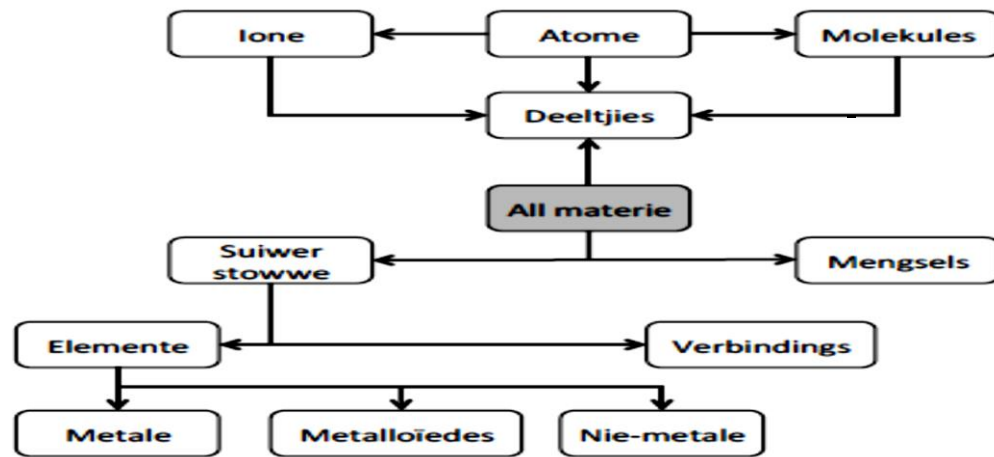 Ione
Atome
Molekules
Deeltjies
All materie
Suiwer
stowwe
Mengsels
Elemente
Verbindings
Metale
Metalloïedes
Nie-metale